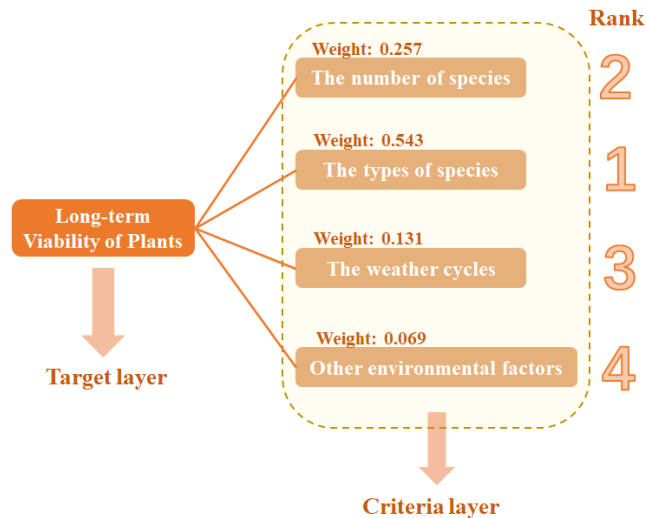 Rank
Weight: 0.257
The number of species
2
Weight: 0.543
The types of species
1
Long-term
Viability of Plants
Weight: 0.131
The weather cycles
3
Weight: 0.069
Other environmental factors
4
Target layer
Criteria layer